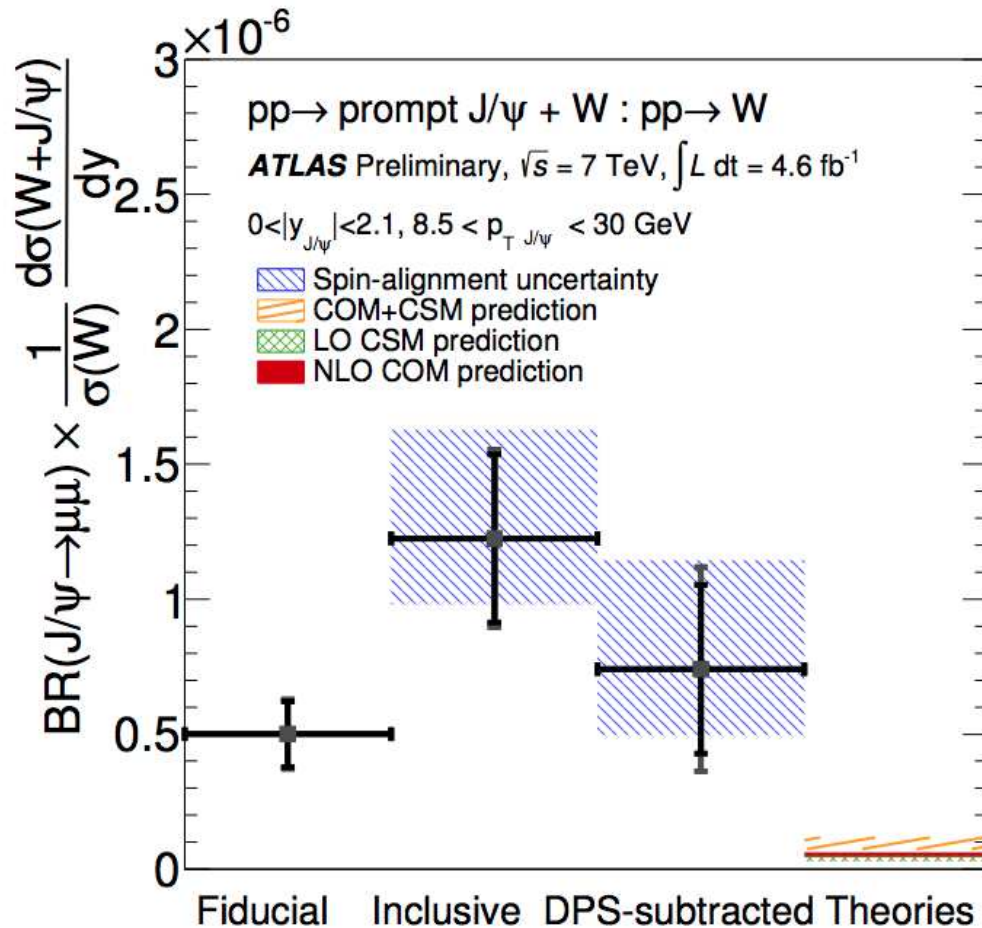 ×10⁻⁶
BR(J/ψ→μμ) × 1/σ(W) dσ(W+J/ψ)/dy
3
2.5
2
1.5
1
0.5
0
pp→ prompt J/ψ + W : pp→ W
ATLAS Preliminary, √s = 7 TeV, ∫L dt = 4.6 fb⁻¹
0<|y_J/ψ|<2.1, 8.5 < p_T J/ψ < 30 GeV
Spin-alignment uncertainty
COM+CSM prediction
LO CSM prediction
NLO COM prediction
Fiducial Inclusive DPS-subtracted Theories